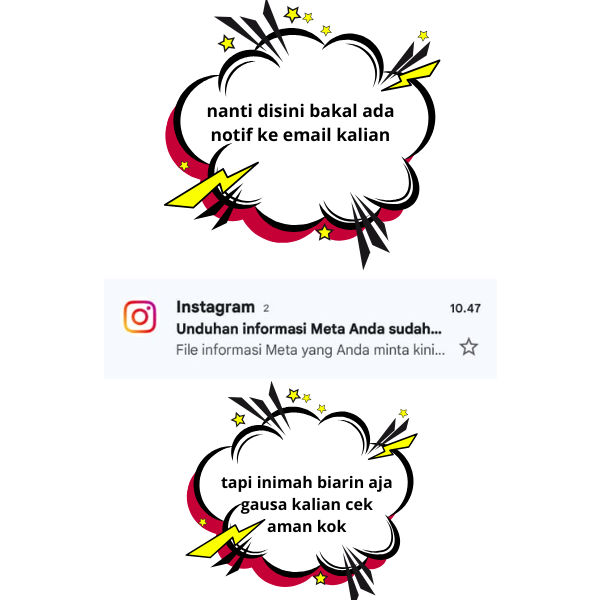 nanti disini bakal ada
notif ke email kalian
Instagram 2 10.47
Unduhan informasi Meta Anda sudah...
File informasi Meta yang Anda minta kini...
tapi inimah biarin aja
gausa kalian cek
aman kok